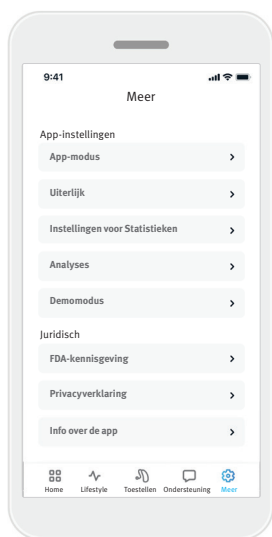 9:41
Meer
App-instellingen
App-modus
Uiterlijk
Instellingen voor Statistieken
Analyses
Demomodus
Juridisch
FDA-kennisgeving
Privacyverklaring
Info over de app
Home Lifestyle Toestellen Ondersteuning Meer